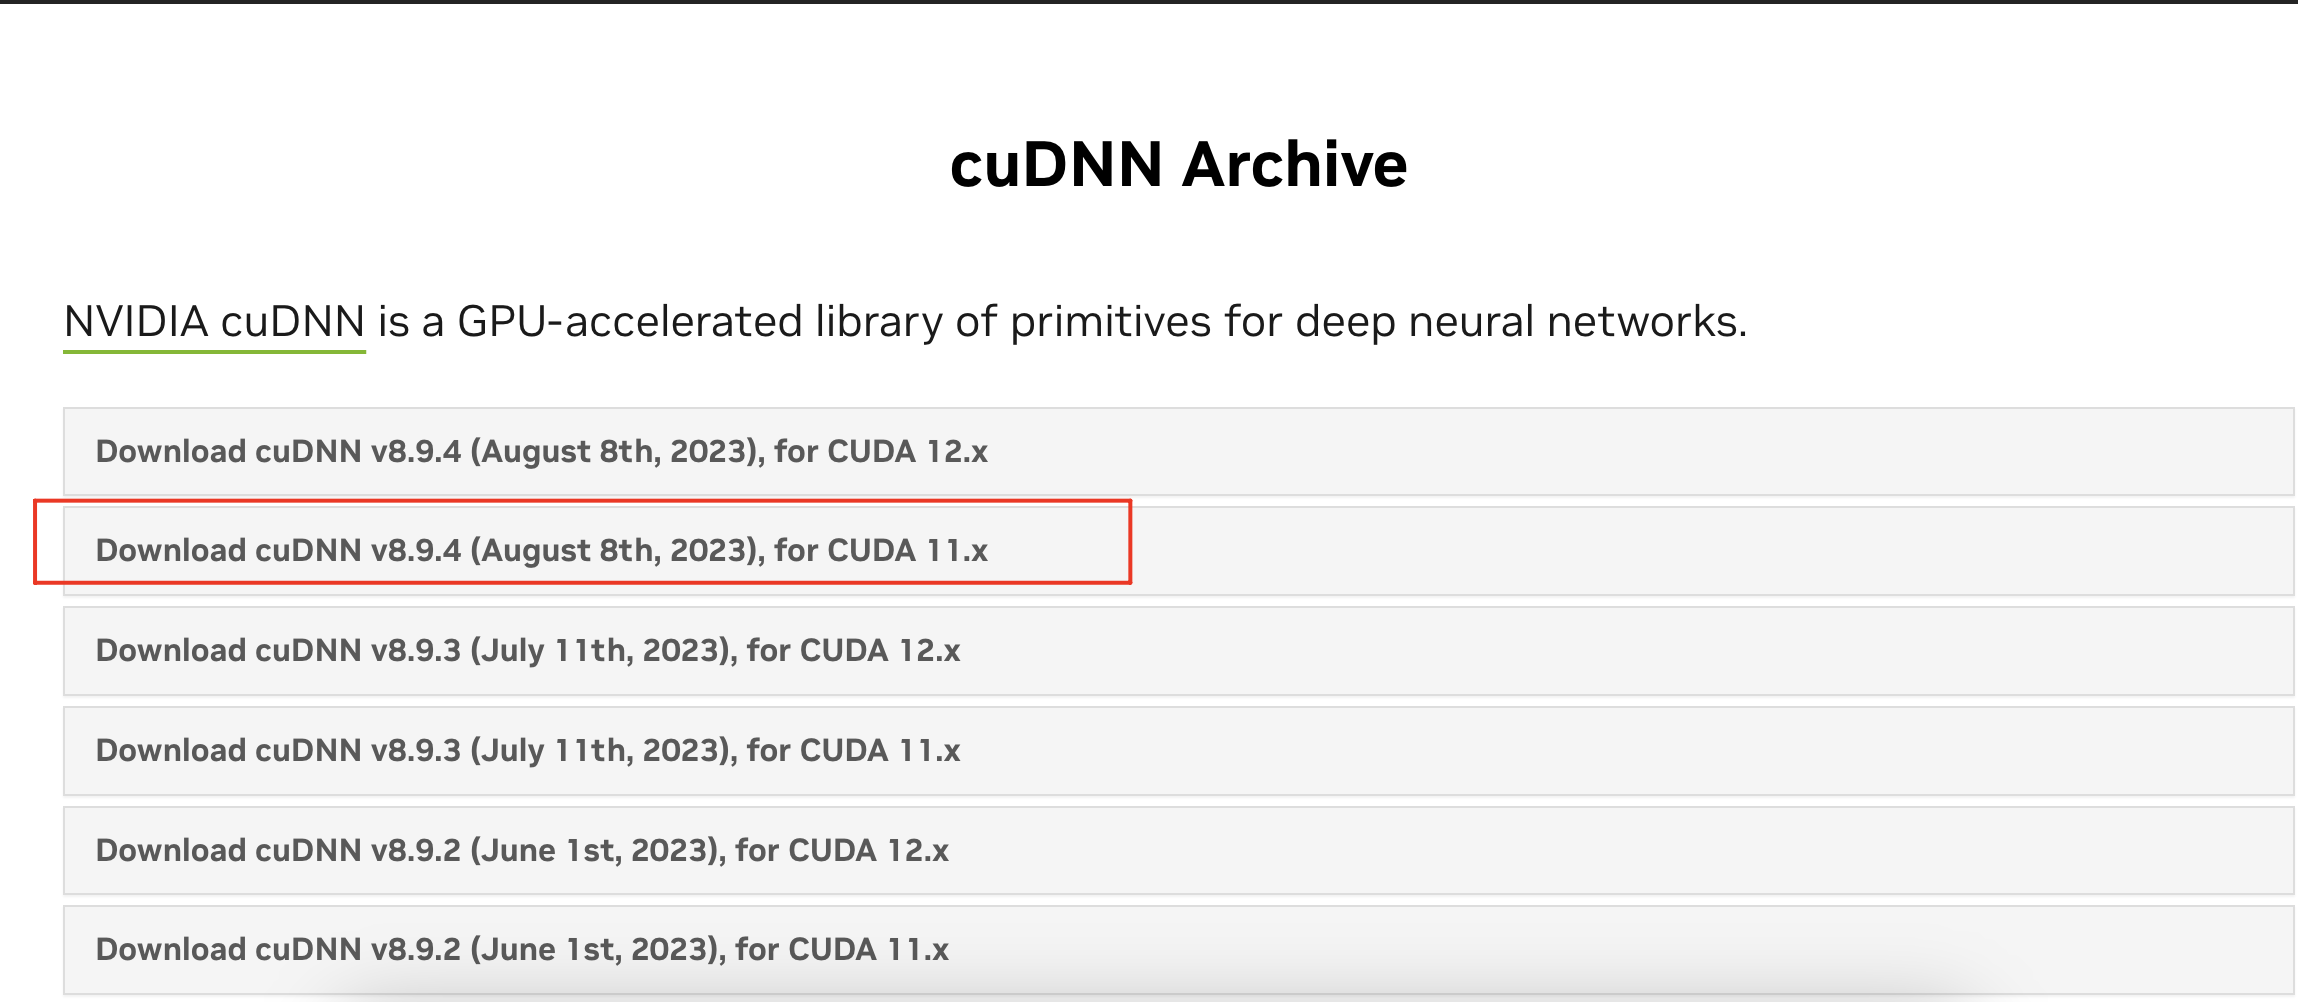 cuDNN Archive
NVIDIA cuDNN is a GPU-accelerated library of primitives for deep neural networks.
Download cuDNN v8.9.4 (August 8th, 2023), for CUDA 12.x
Download cuDNN v8.9.4 (August 8th, 2023), for CUDA 11.x
Download cuDNN v8.9.3 (July 11th, 2023), for CUDA 12.x
Download cuDNN v8.9.3 (July 11th, 2023), for CUDA 11.x
Download cuDNN v8.9.2 (June 1st, 2023), for CUDA 12.x
Download cuDNN v8.9.2 (June 1st, 2023), for CUDA 11.x